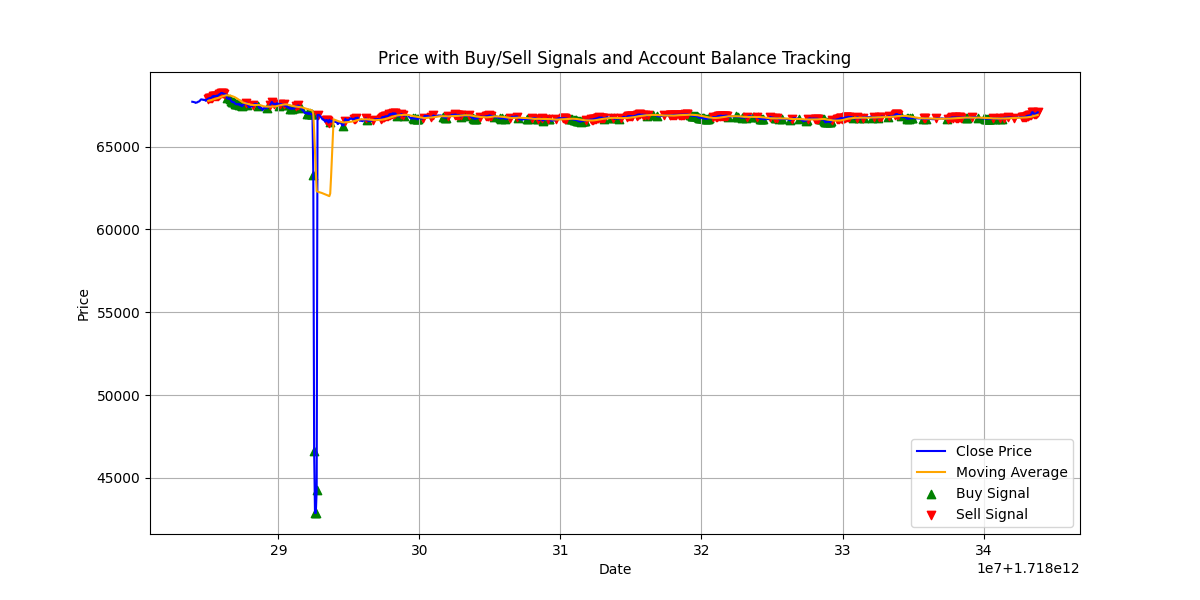 Price with Buy/Sell Signals and Account Balance Tracking
Price
65000
60000
55000
50000
45000
Close Price
Moving Average
Buy Signal
Sell Signal
29 30 31 32 33 34
Date
1e7+1.718e12